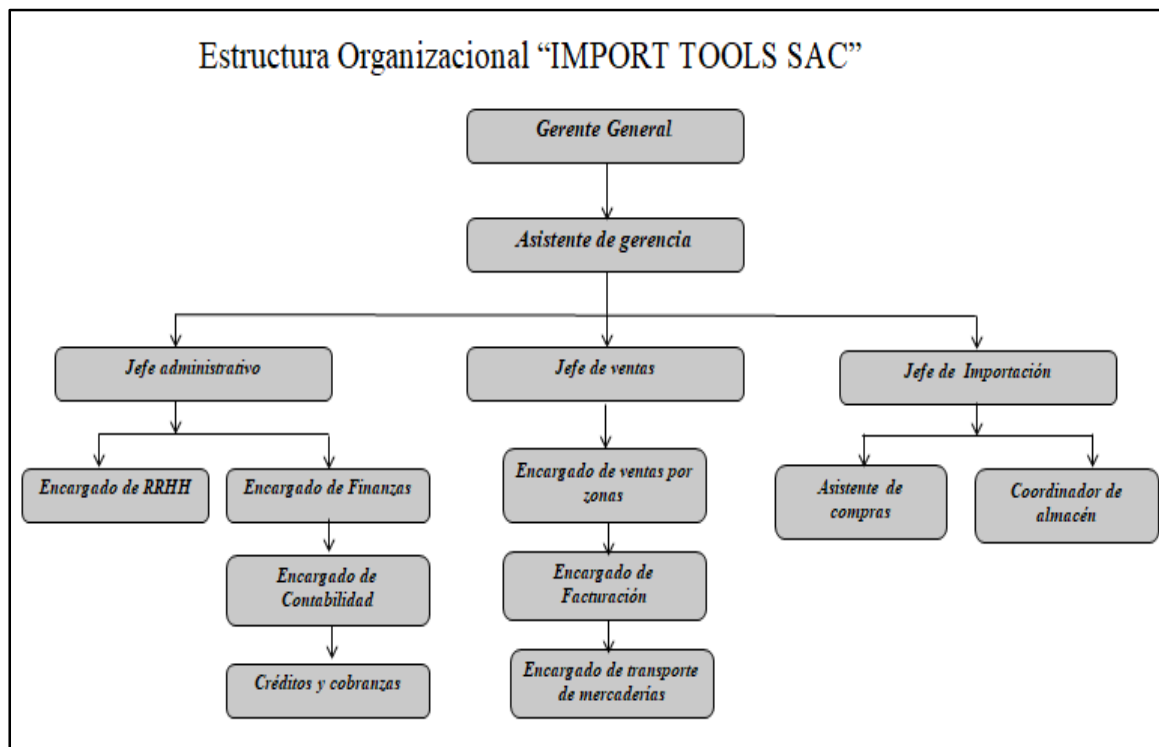 Estructura Organizacional “IMPORT TOOLS SAC”
Gerente General
Asistente de gerencia
Jefe administrativo
Jefe de ventas
Jefe de Importación
Encargado de RRHH
Encargado de Finanzas
Encargado de ventas por
zonas
Asistente de
compras
Coordinador de
almacén
Encargado de
Contabilidad
Encargado de
Facturación
Créditos y cobranzas
Encargado de transporte
de mercaderías